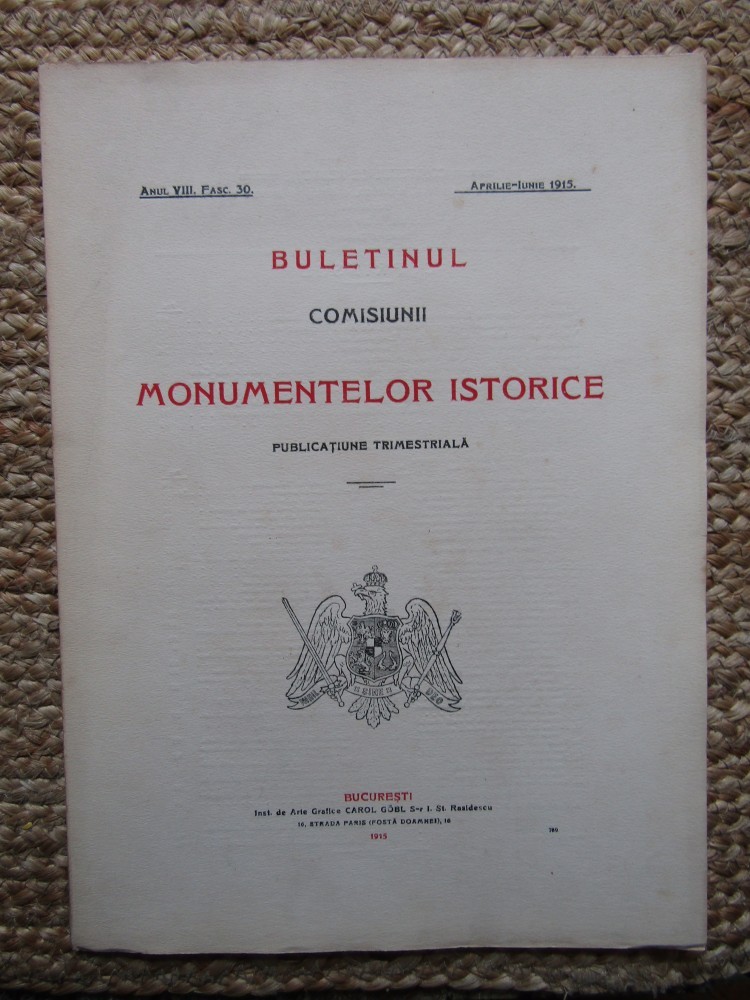 Anul VIII. Fasc. 30.
Aprilie-Iunie 1915.
BULETINUL
COMISIUNII
MONUMENTELOR ISTORICE
PUBLICAȚIUNE TRIMESTRIALĂ
BUCUREȘTI
Inst. de Arte Grafice CAROL GÖBL S-r I. St. Rasidescu
16, STRADA PARIS (FOSTĂ DOAMNEI), 16
1915